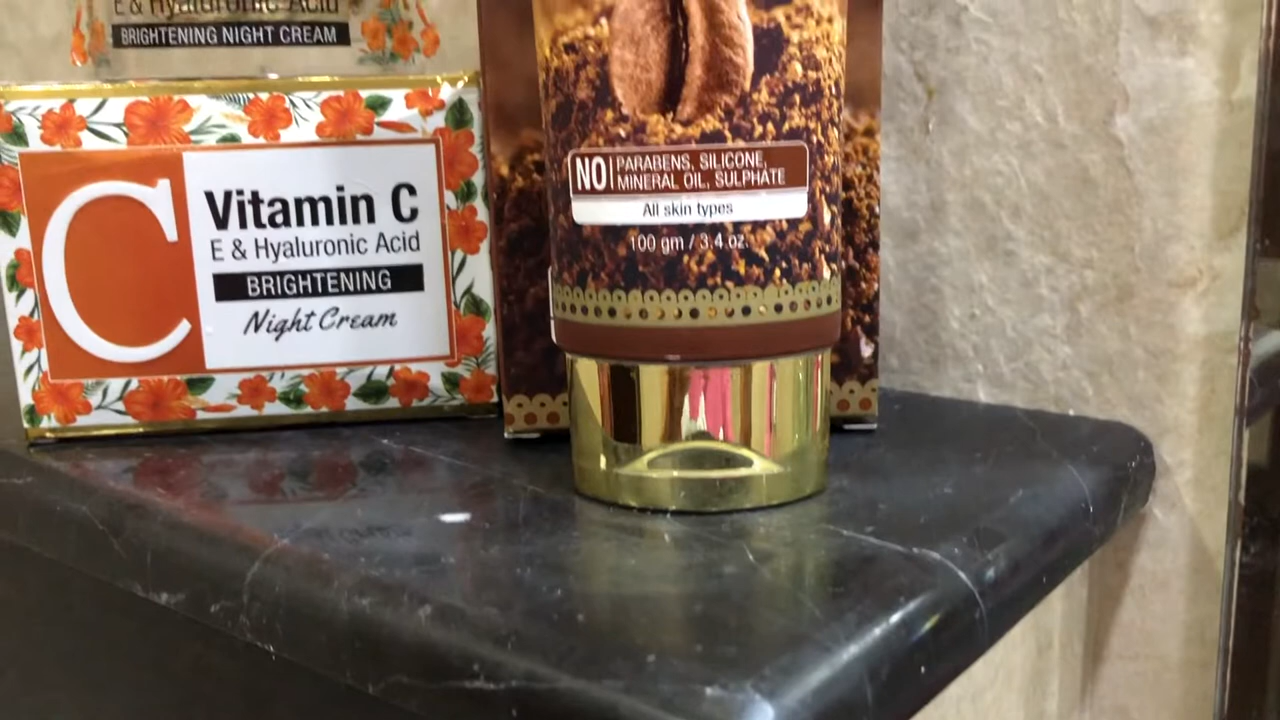 E & Hyaluronic Acid
BRIGHTENING NIGHT CREAM
C
Vitamin C
E & Hyaluronic Acid
BRIGHTENING
Night Cream
NO
PARABENS, SILICONE,
MINERAL OIL, SULPHATE
All skin types
100 gm / 3.4 oz.